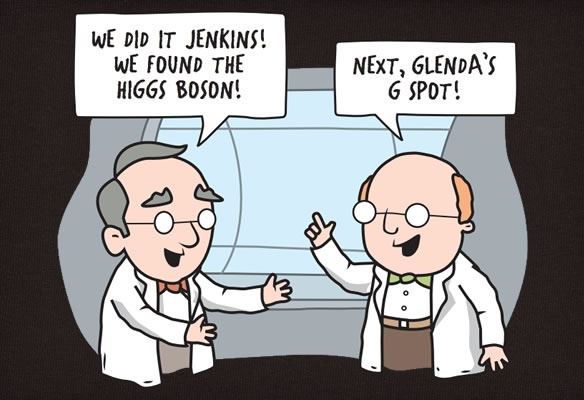 WE DID IT JENKINS!
WE FOUND THE
HIGGS BOSON!
NEXT, GLENDA'S
G SPOT!